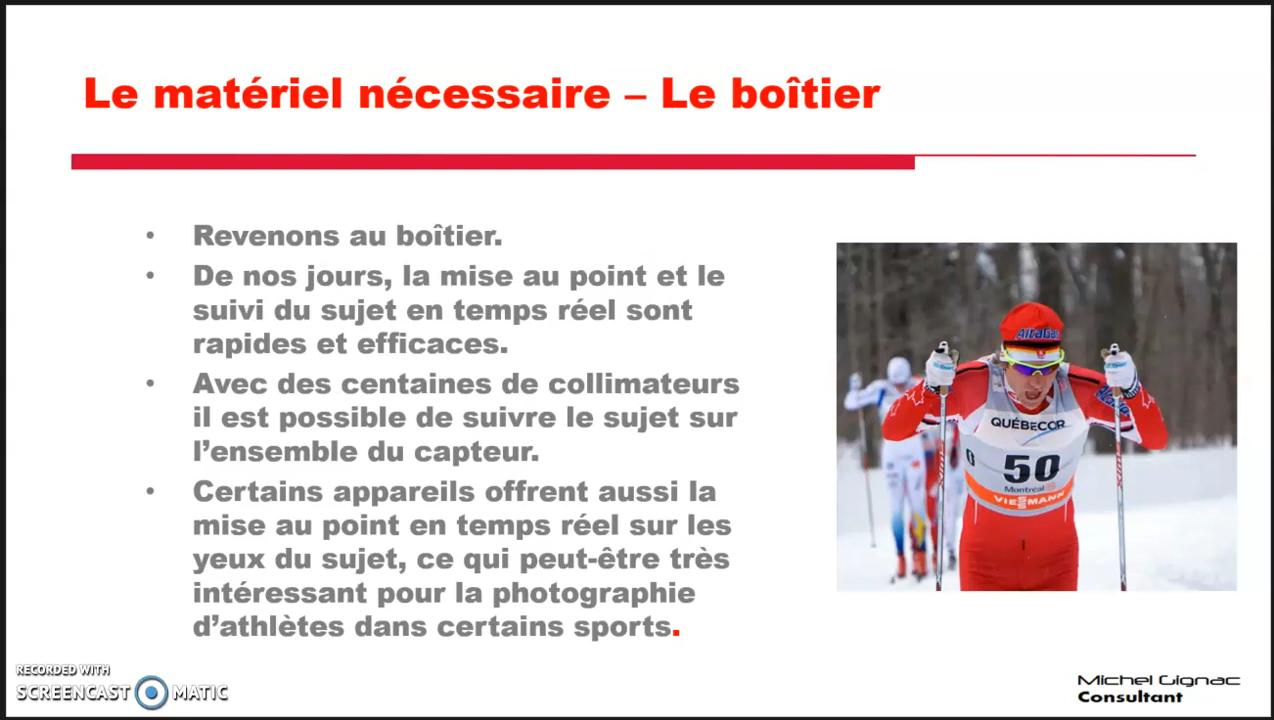 Le matériel nécessaire – Le boîtier
• Revenons au boîtier.
• De nos jours, la mise au point et le
suivi du sujet en temps réel sont
rapides et efficaces.
• Avec des centaines de collimateurs
il est possible de suivre le sujet sur
l’ensemble du capteur.
• Certains appareils offrent aussi la
mise au point en temps réel sur les
yeux du sujet, ce qui peut-être très
intéressant pour la photographie
d’athlètes dans certains sports.
AltaGas
QUÉBECOR
50
Montréal
VIESSMANN
RECORDED WITH
SCREENCAST MATIC
Michel Gignac
Consultant